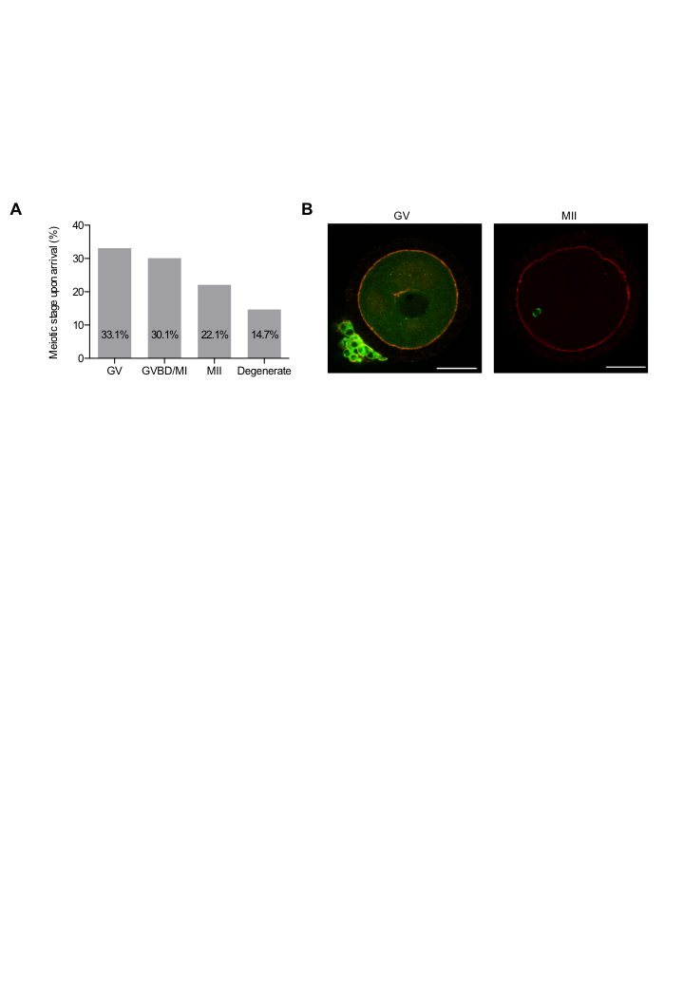 A
Meiotic stage upon arrival (%)
40
30
20
10
0
33.1%
30.1%
22.1%
14.7%
GV
GVBD/MI
MII
Degenerate
B
GV
MII